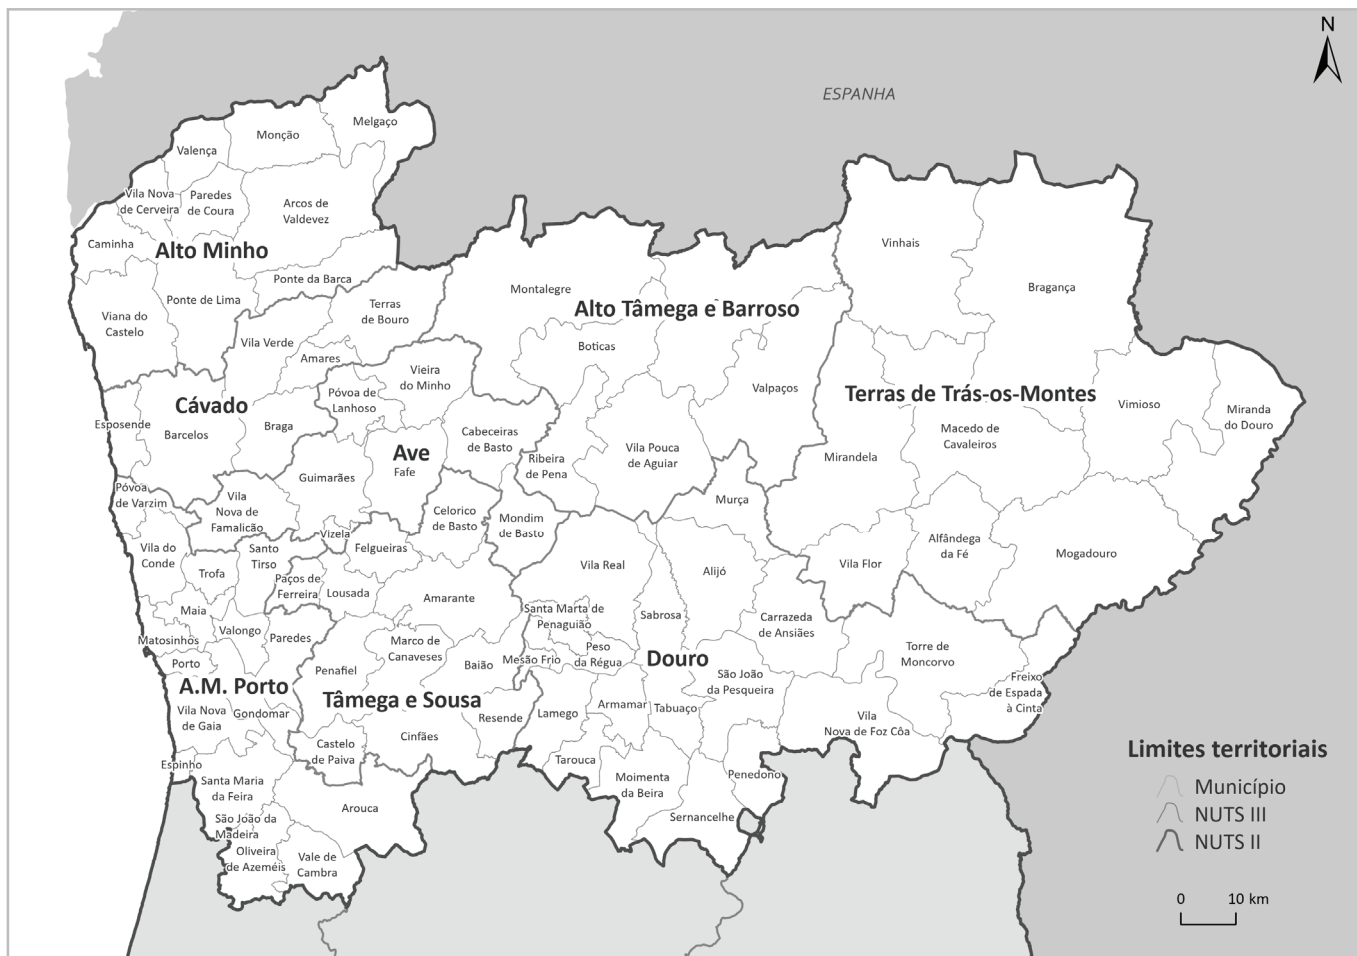 N
ESPANHA
Melgaço
Monção
Valença
Vila Nova
de Cerveira
Paredes
de Coura
Arcos de
Valdevez
Caminha
Alto Minho
Ponte da Barca
Ponte de Lima
Viana do
Castelo
Terras
de Bouro
Vila Verde
Amares
Vinhais
Bragança
Montalegre
Alto Tâmega e Barroso
Boticas
Valpaços
Vieira
do Minho
Póvoa de
Lanhoso
Cávado
Esposende
Barcelos
Braga
Terras de Trás-os-Montes
Vimioso
Miranda
do Douro
Macedo de
Cavaleiros
Mirandela
Cabeceiras
de Basto
Ave
Fafe
Guimarães
Ribeira
de Pena
Vila Pouca
de Aguiar
Murça
Póvoa
de Varzim
Vila
Nova de
Famalicão
Celorico
de Basto
Mondim
de Basto
Vizela
Felgueiras
Vila do
Conde
Santo
Tirso
Trofa
Paços de
Ferreira
Lousada
Amarante
Vila Real
Alijó
Vila Flor
Alfândega
da Fé
Mogadouro
Maia
Matosinhos
Valongo
Paredes
Marco de
Canaveses
Santa Marta de
Penaguião
Sabrosa
Carrazeda
de Ansiães
Porto
Penafiel
Baião
Mesão Frio
Peso
da Régua
Douro
São João
da Pesqueira
Torre de
Moncorvo
A.M. Porto
Tâmega e Sousa
Freixo
de Espada
à Cinta
Vila Nova
de Gaia
Gondomar
Resende
Lamego
Armamar
Tabuaço
Vila
Nova de Foz Côa
Castelo
de Paiva
Cinfães
Espinho
Tarouca
Moimenta
da Beira
Penedono
Santa Maria
da Feira
Arouca
Sernancelhe
São João da
Madeira
Oliveira
de Azeméis
Vale de
Cambra
Limites territoriais
Município
NUTS III
NUTS II
0 10 km